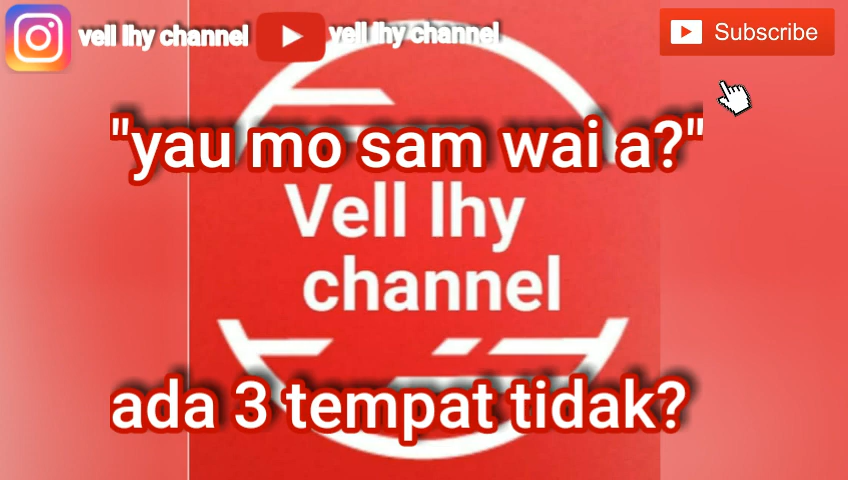 vell lhy channel
vell lhy channel
Subscribe
"yau mo sam wai a?"
Vell lhy
channel
ada 3 tempat tidak?